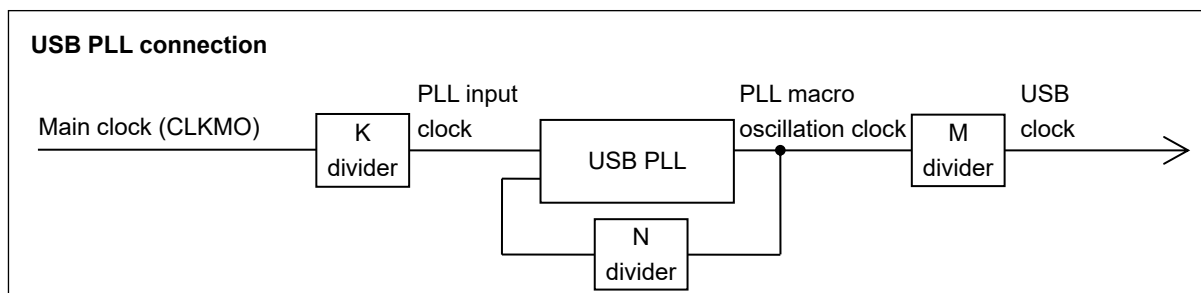 USB PLL connection
Main clock (CLKMO)
K
divider
PLL input
clock
USB PLL
N
divider
PLL macro
oscillation clock
M
divider
USB
clock